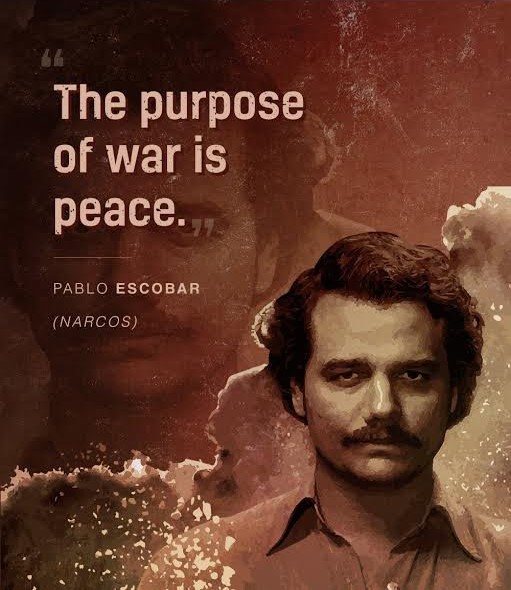 “The purpose
of war is
peace.”
PABLO ESCOBAR
(NARCOS)